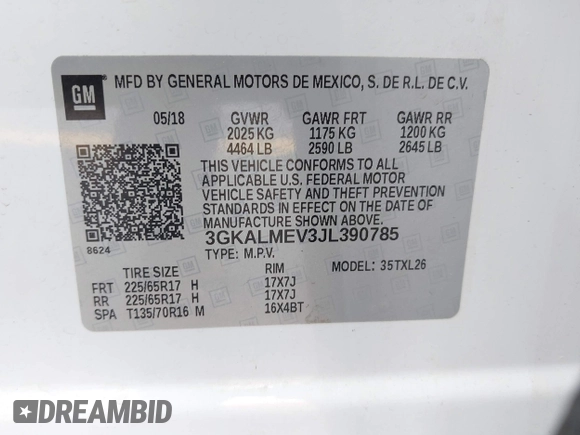 GM MFD BY GENERAL MOTORS DE MEXICO, S. DE R.L. DE C.V.
05/18 GVWR GAWR FRT GAWR RR
2025 KG 1175 KG 1200 KG
4464 LB 2590 LB 2645 LB
THIS VEHICLE CONFORMS TO ALL
APPLICABLE U.S. FEDERAL MOTOR
VEHICLE SAFETY AND THEFT PREVENTION
STANDARDS IN EFFECT ON THE DATE OF
MANUFACTURE SHOWN ABOVE.
8624 3GKALMEV3JL390785
TYPE: M.P.V.
TIRE SIZE RIM MODEL: 35TXL26
FRT 225/65R17 H 17X7J
RR 225/65R17 H 17X7J
SPA T135/70R16 M 16X4BT
DREAMBID